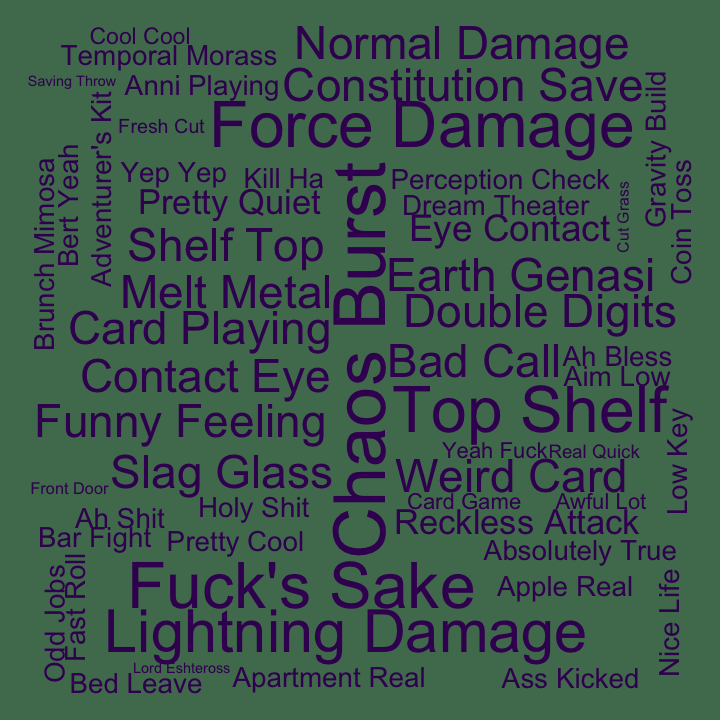 Cool Cool
Normal Damage
Temporal Morass
Saving Throw
Anni Playing
Constitution Save
Adventurer's Kit
Fresh Cut
Force Damage
Gravity Build
Brunch Mimosa
Bert Yeah
Yep Yep
Kill Ha
Perception Check
Cut Grass
Coin Toss
Pretty Quiet
Dream Theater
Shelf Top
Eye Contact
Chaos Burst
Melt Metal
Earth Genasi
Card Playing
Double Digits
Contact Eye
Bad Call
Ah Bless
Aim Low
Funny Feeling
Top Shelf
Yeah Fuck
Real Quick
Low Key
Slag Glass
Weird Card
Front Door
Holy Shit
Card Game
Awful Lot
Ah Shit
Reckless Attack
Bar Fight
Pretty Cool
Absolutely True
Odd Jobs
Fast Roll
Fuck's Sake
Apple Real
Nice Life
Lightning Damage
Lord Eshteross
Bed Leave
Apartment Real
Ass Kicked